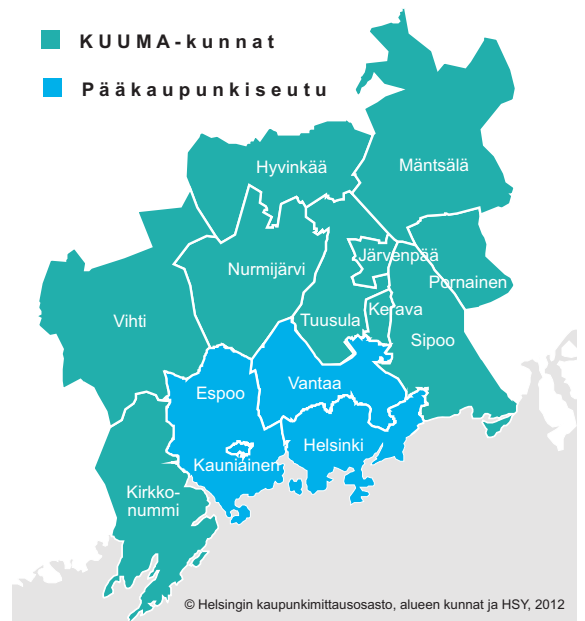 KUUMA-kunnat
Pääkaupunkiseutu
Hyvinkää
Mäntsälä
Järvenpää
Nurmijärvi
Pornainen
Kerava
Vihti
Tuusula
Sipoo
Espoo
Vantaa
Helsinki
Kauniainen
Kirkko-
nummi
© Helsingin kaupunkimittausosasto, alueen kunnat ja HSY, 2012